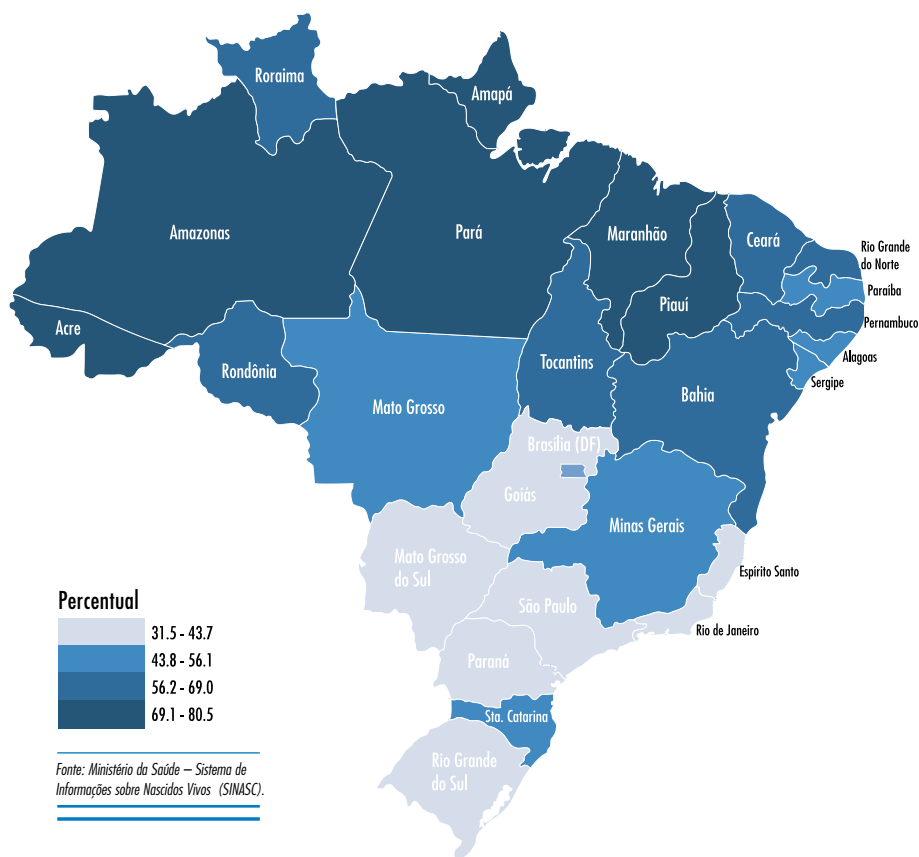 Roraima
Amapá
Amazonas
Pará
Maranhão
Ceará
Rio Grande
do Norte
Paraíba
Piauí
Pernambuco
Acre
Alagoas
Tocantins
Rondônia
Sergipe
Bahia
Mato Grosso
Brasília (DF)
Goiás
Minas Gerais
Mato Grosso
do Sul
Espírito Santo
São Paulo
Rio de Janeiro
Paraná
Sta. Catarina
Rio Grande
do Sul
Percentual
31.5 - 43.7
43.8 - 56.1
56.2 - 69.0
69.1 - 80.5
Fonte: Ministério da Saúde – Sistema de
Informações sobre Nascidos Vivos (SINASC).